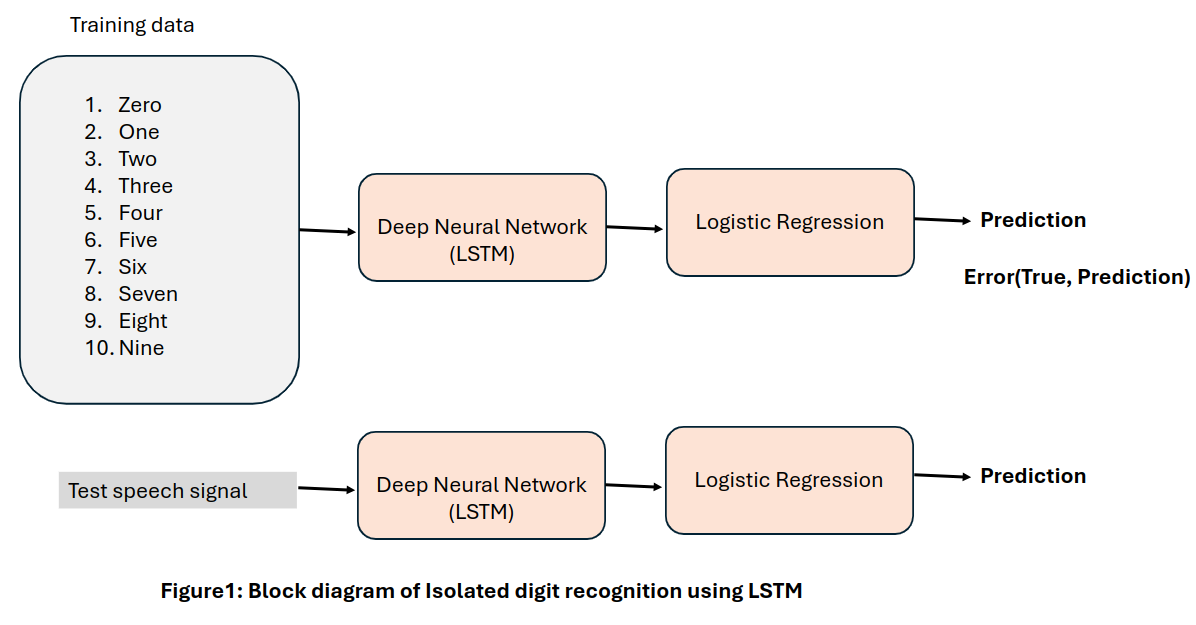 Training data
1. Zero
2. One
3. Two
4. Three
5. Four
6. Five
7. Six
8. Seven
9. Eight
10. Nine
Deep Neural Network
(LSTM)
Logistic Regression
Prediction
Error(True, Prediction)
Test speech signal
Deep Neural Network
(LSTM)
Logistic Regression
Prediction
Figure1: Block diagram of Isolated digit recognition using LSTM